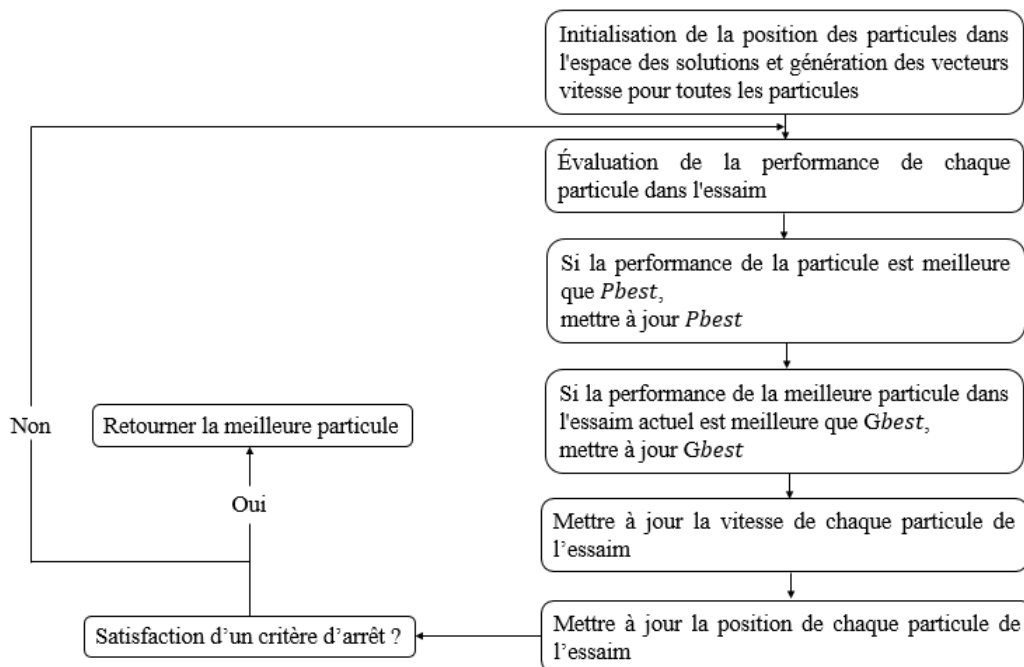 Initialisation de la position des particules dans
l'espace des solutions et génération des vecteurs
vitesse pour toutes les particules
Évaluation de la performance de chaque
particule dans l'essaim
Si la performance de la particule est meilleure
que Pbest,
mettre à jour Pbest
Si la performance de la meilleure particule dans
l'essaim actuel est meilleure que Gbest,
mettre à jour Gbest
Mettre à jour la vitesse de chaque particule de
l’essaim
Mettre à jour la position de chaque particule de
l’essaim
Satisfaction d’un critère d’arrêt ?
Oui
Retourner la meilleure particule
Non